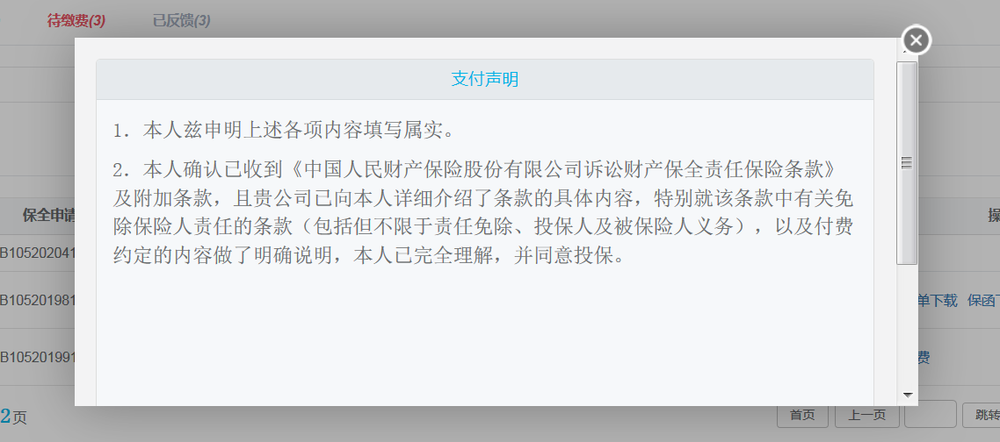 待缴费(3) 已反馈(3)
支付声明
1. 本人兹申明上述各项内容填写属实。
2. 本人确认已收到《中国人民财产保险股份有限公司诉讼财产保全责任保险条款》
及附加条款，且贵公司已向本人详细介绍了条款的具体内容，特别就该条款中有关免
除保险人责任的条款（包括但不限于责任免除、投保人及被保险人义务），以及付费
约定的内容做了明确说明，本人已完全理解，并同意投保。
保全申请 操
B105202041
B105201981 单下载 保函下
B105201991 费
2页 首页 上一页 跳转